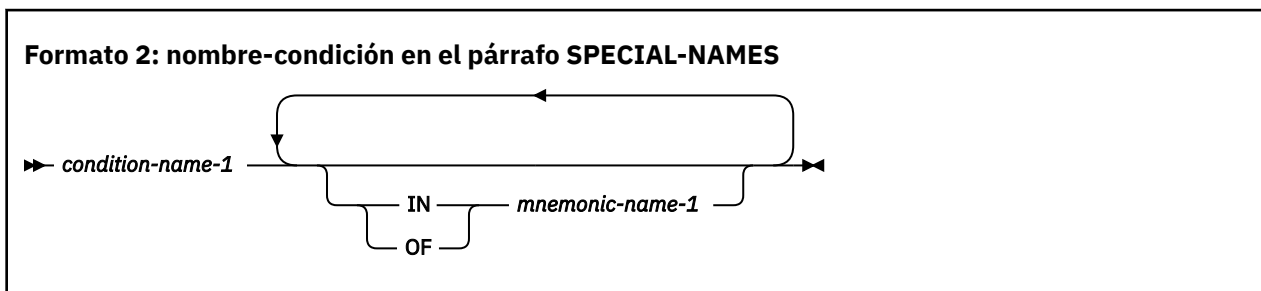 Formato 2: nombre-condición en el párrafo SPECIAL-NAMES
condition-name-1
IN mnemonic-name-1
OF